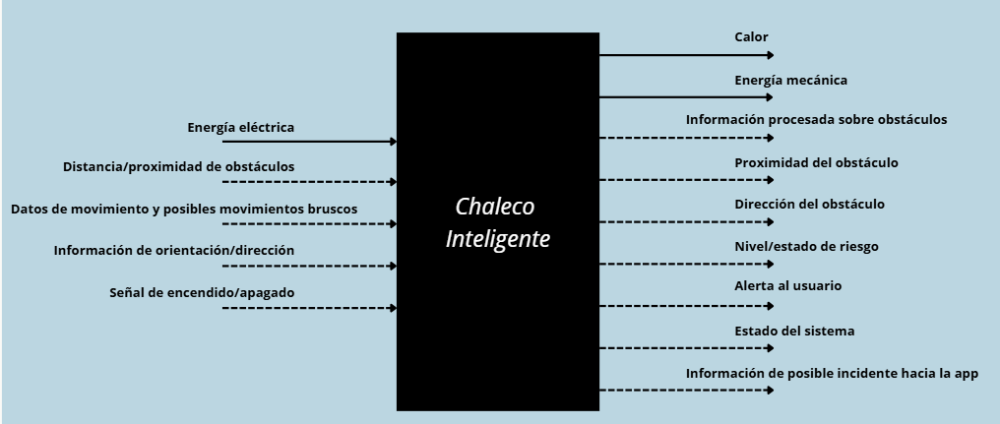 Energía eléctrica
Distancia/proximidad de obstáculos
Datos de movimiento y posibles movimientos bruscos
Información de orientación/dirección
Señal de encendido/apagado
Chaleco
Inteligente
Calor
Energía mecánica
Información procesada sobre obstáculos
Proximidad del obstáculo
Dirección del obstáculo
Nivel/estado de riesgo
Alerta al usuario
Estado del sistema
Información de posible incidente hacia la app